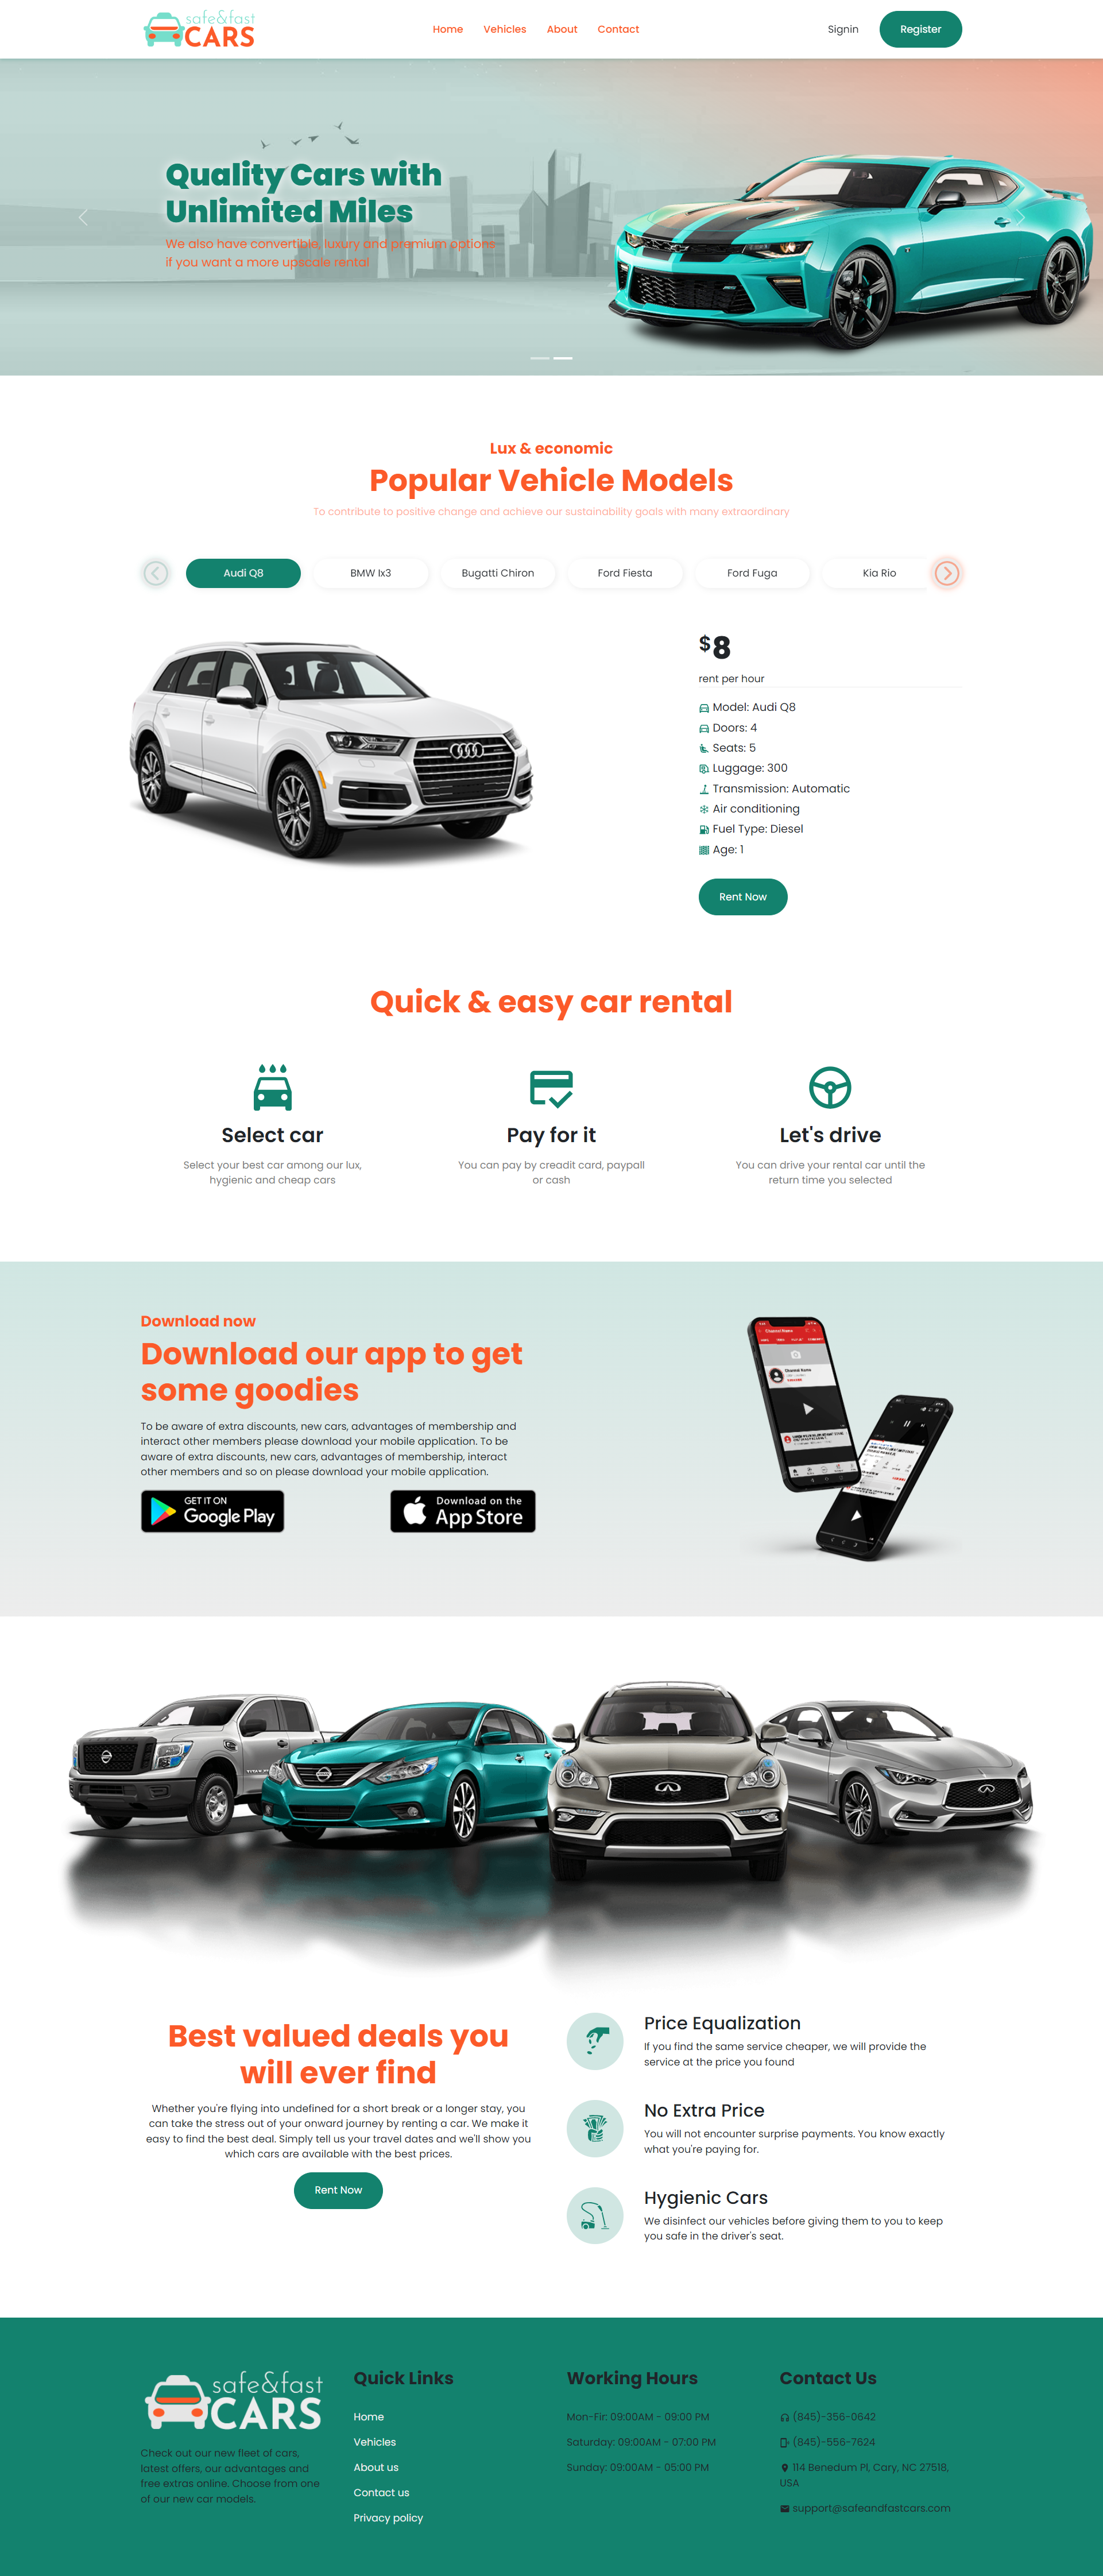 safe&fast
CARS
Home
Vehicles
About
Contact
Signin
Register
Quality Cars with
Unlimited Miles
We also have convertible, luxury and premium options
if you want a more upscale rental
Lux & economic
Popular Vehicle Models
To contribute to positive change and achieve our sustainability goals with many extraordinary
Audi Q8
BMW Ix3
Bugatti Chiron
Ford Fiesta
Ford Fuga
Kia Rio
$8
rent per hour
Model: Audi Q8
Doors: 4
Seats: 5
Luggage: 300
Transmission: Automatic
Air conditioning
Fuel Type: Diesel
Age: 1
Rent Now
Quick & easy car rental
Select car
Select your best car among our lux,
hygienic and cheap cars
Pay for it
You can pay by creadit card, paypall
or cash
Let's drive
You can drive your rental car until the
return time you selected
Download now
Download our app to get
some goodies
To be aware of extra discounts, new cars, advantages of membership and
interact other members please download your mobile application. To be
aware of extra discounts, new cars, advantages of membership, interact
other members and so on please download your mobile application.
GET IT ON
Google Play
Download on the
App Store
Channel Name
Channel Name
Best valued deals you
will ever find
Whether you're flying into undefined for a short break or a longer stay, you
can take the stress out of your onward journey by renting a car. We make it
easy to find the best deal. Simply tell us your travel dates and we'll show you
which cars are available with the best prices.
Rent Now
Price Equalization
If you find the same service cheaper, we will provide the
service at the price you found
No Extra Price
You will not encounter surprise payments. You know exactly
what you're paying for.
Hygienic Cars
We disinfect our vehicles before giving them to you to keep
you safe in the driver's seat.
safe&fast
CARS
Check out our new fleet of cars,
latest offers, our advantages and
free extras online. Choose from one
of our new car models.
Quick Links
Home
Vehicles
About us
Contact us
Privacy policy
Working Hours
Mon-Fir: 09:00AM - 09:00 PM
Saturday: 09:00AM - 07:00 PM
Sunday: 09:00AM - 05:00 PM
Contact Us
(845)-356-0642
(845)-556-7624
114 Benedum Pl, Cary, NC 27518,
USA
support@safeandfastcars.com